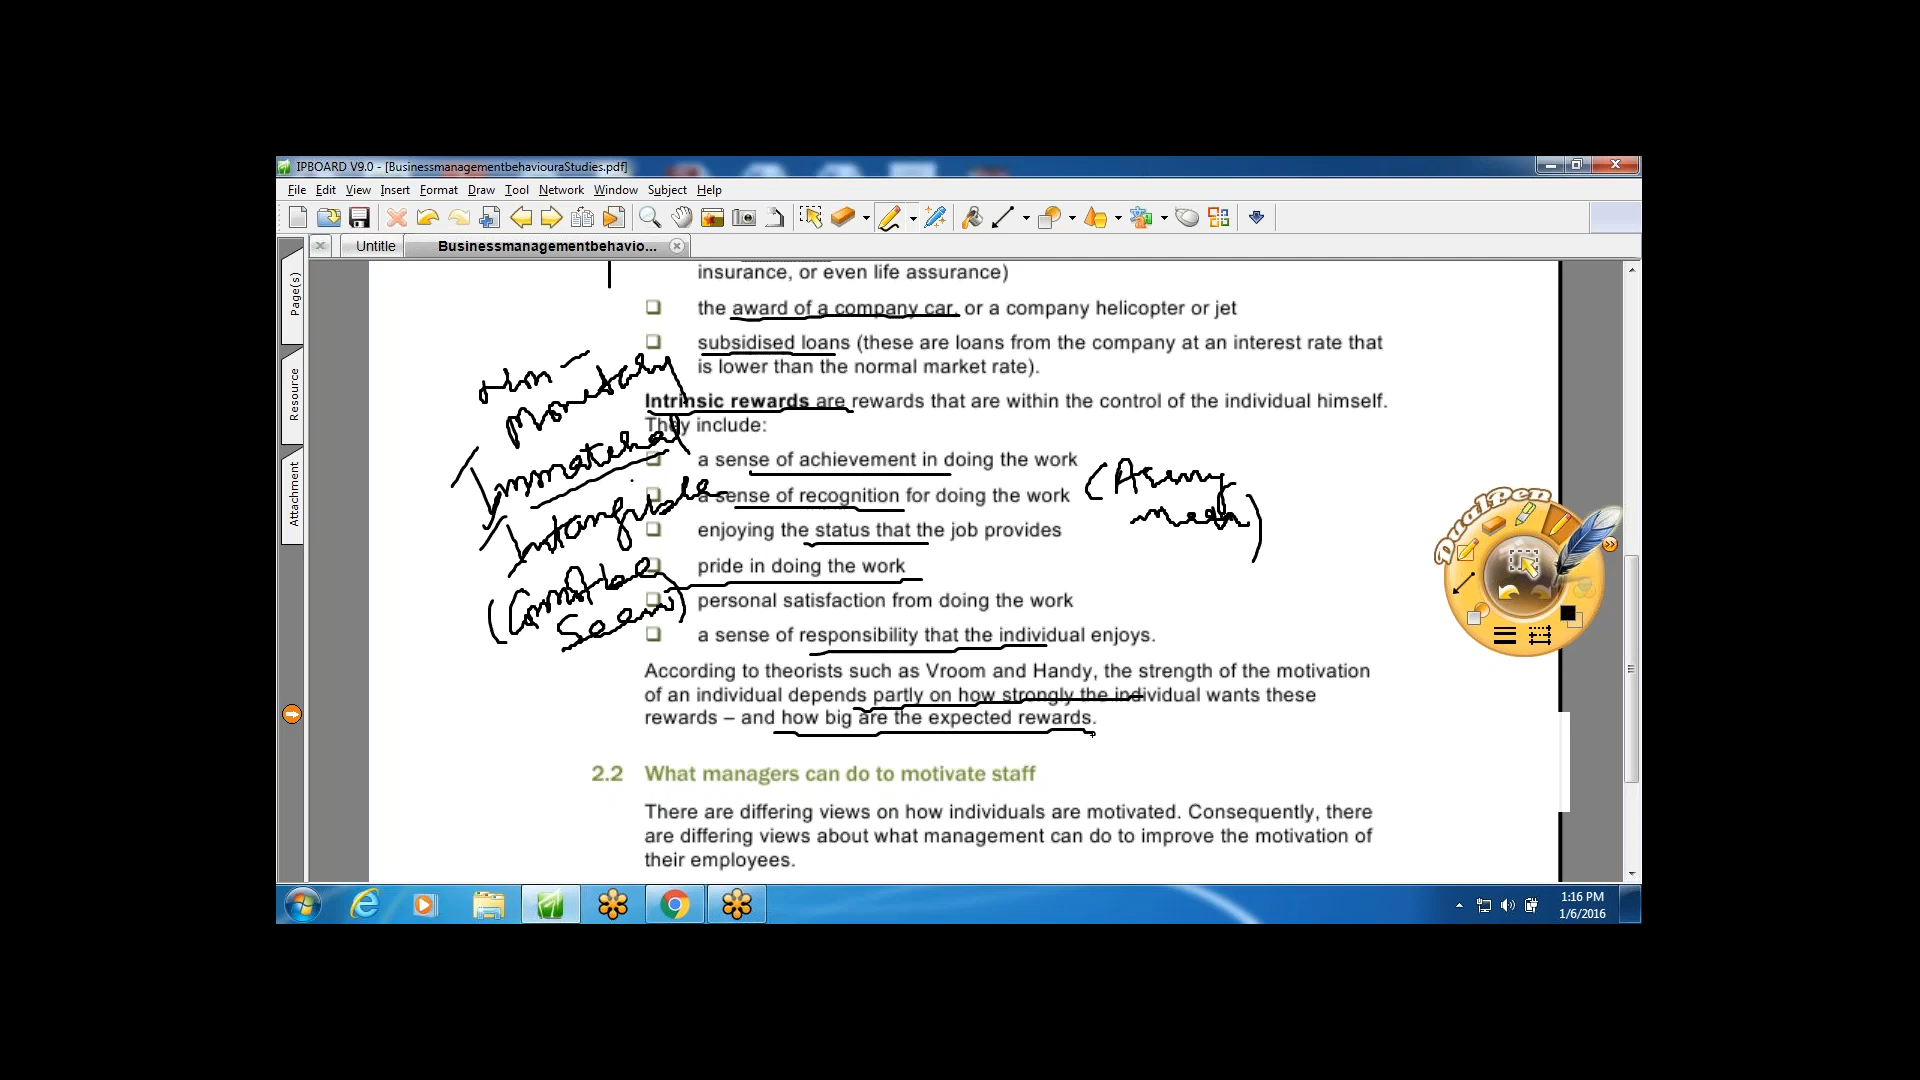 IPBOARD V9.0 - [BusinessmanagementbehaviouraStudies.pdf]
File Edit View Insert Format Draw Tool Network Window Subject Help
Untitle Businessmanagementbehavio...
Page(s)
Resource
Attachment
insurance, or even life assurance)
the award of a company car, or a company helicopter or jet
subsidised loans (these are loans from the company at an interest rate that
is lower than the normal market rate).
Monetary
Intrinsic rewards are rewards that are within the control of the individual himself.
They include:
Immaterial
a sense of achievement in doing the work
a sense of recognition for doing the work
Intangible
enjoying the status that the job provides
pride in doing the work
personal satisfaction from doing the work
Seen)
a sense of responsibility that the individual enjoys.
According to theorists such as Vroom and Handy, the strength of the motivation
of an individual depends partly on how strongly the individual wants these
rewards – and how big are the expected rewards.
2.2 What managers can do to motivate staff
There are differing views on how individuals are motivated. Consequently, there
are differing views about what management can do to improve the motivation of
their employees.
DualPen
1:16 PM
1/6/2016